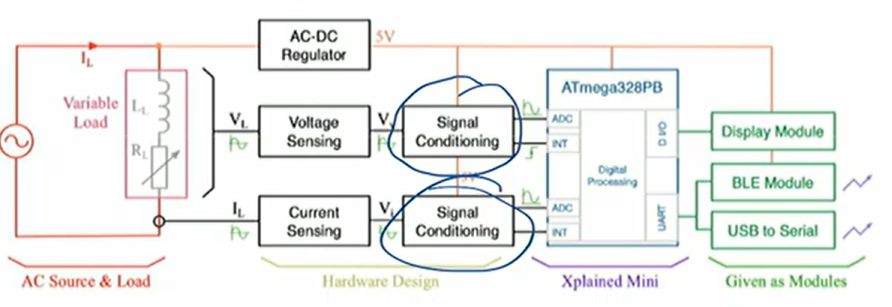 AC-DC
Regulator
5V
I_L
ATmega328PB
Variable
Load
L_L
R_L
V_L
Voltage
Sensing
Signal
Conditioning
ADC
INT
D I/O
Digital
Processing
Display Module
BLE Module
I_L
Current
Sensing
Signal
Conditioning
ADC
INT
UART
USB to Serial
AC Source & Load
Hardware Design
Xplained Mini
Given as Modules